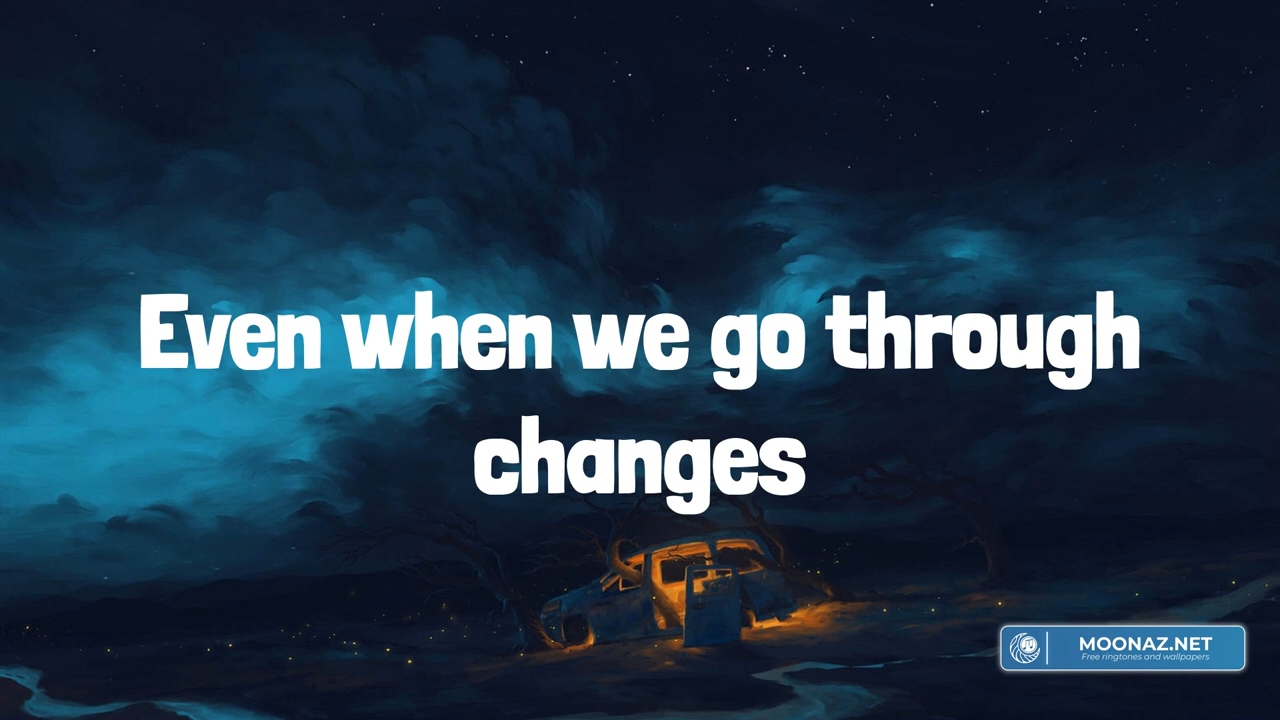 Even when we go through
changes
MOONAZ.NET
Free ringtones and wallpapers